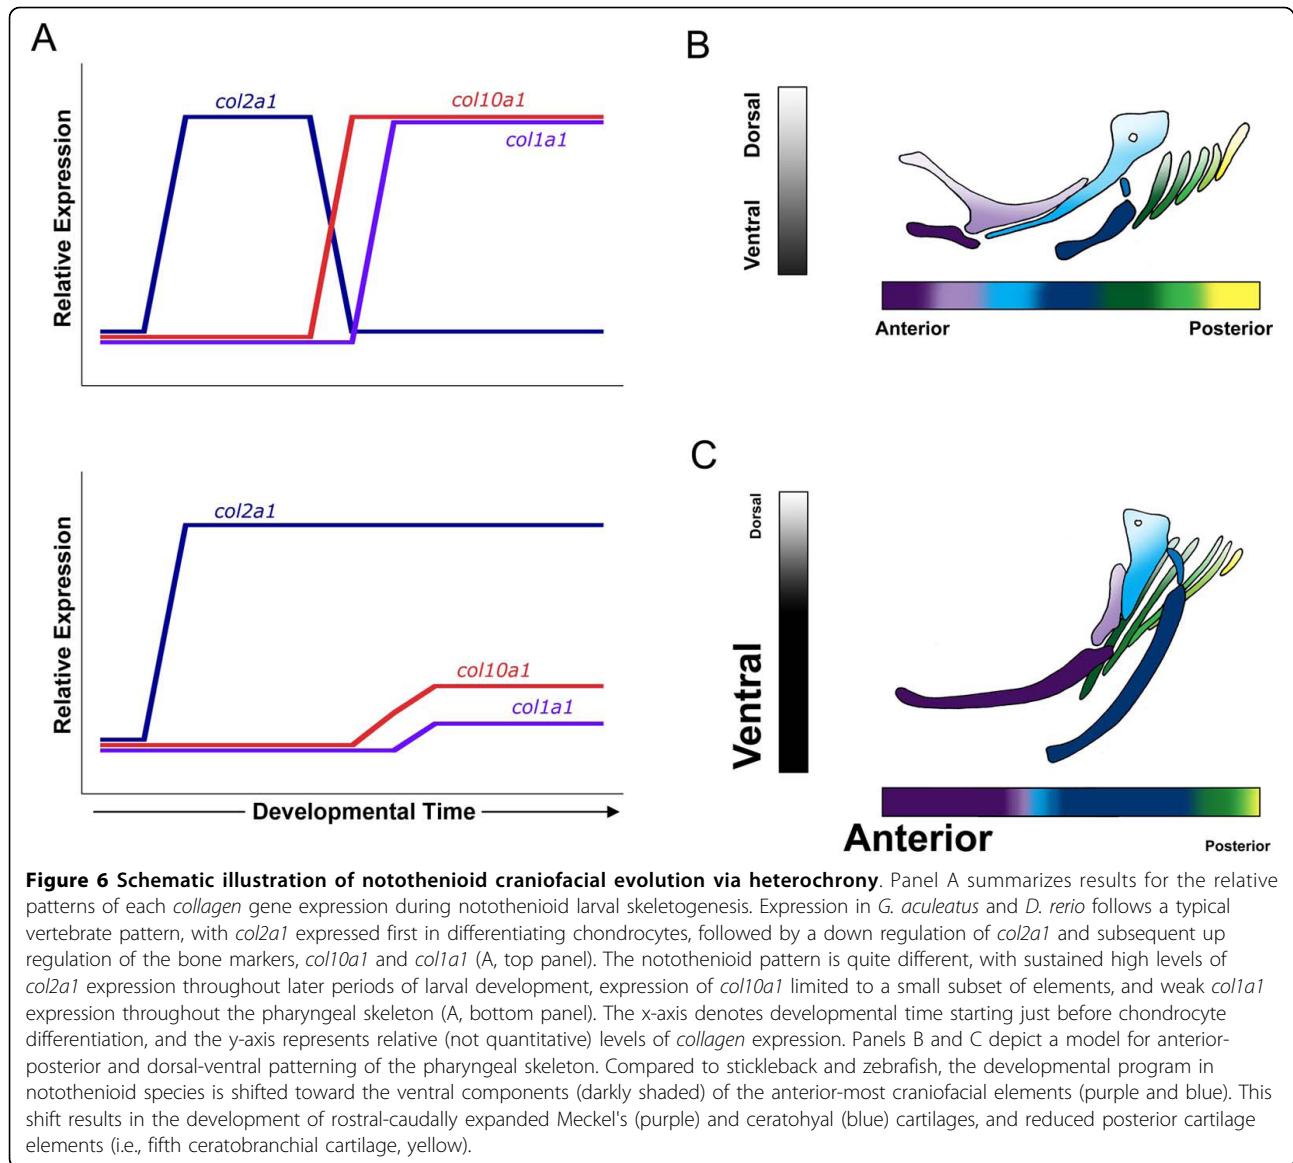 A
Relative Expression
col2a1
col10a1
col1a1
B
Dorsal
Ventral
Anterior
Posterior
Relative Expression
col2a1
col10a1
col1a1
Developmental Time
C
Dorsal
Ventral
Anterior
Posterior
Figure 6 Schematic illustration of notothenioid craniofacial evolution via heterochrony. Panel A summarizes results for the relative
patterns of each collagen gene expression during notothenioid larval skeletogenesis. Expression in G. aculeatus and D. rerio follows a typical
vertebrate pattern, with col2a1 expressed first in differentiating chondrocytes, followed by a down regulation of col2a1 and subsequent up
regulation of the bone markers, col10a1 and col1a1 (A, top panel). The notothenioid pattern is quite different, with sustained high levels of
col2a1 expression throughout later periods of larval development, expression of col10a1 limited to a small subset of elements, and weak col1a1
expression throughout the pharyngeal skeleton (A, bottom panel). The x-axis denotes developmental time starting just before chondrocyte
differentiation, and the y-axis represents relative (not quantitative) levels of collagen expression. Panels B and C depict a model for anterior-
posterior and dorsal-ventral patterning of the pharyngeal skeleton. Compared to stickleback and zebrafish, the developmental program in
notothenioid species is shifted toward the ventral components (darkly shaded) of the anterior-most craniofacial elements (purple and blue). This
shift results in the development of rostral-caudally expanded Meckel's (purple) and ceratohyal (blue) cartilages, and reduced posterior cartilage
elements (i.e., fifth ceratobranchial cartilage, yellow).